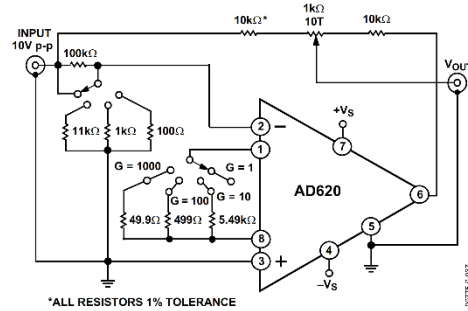 INPUT
10V p-p
100kΩ
10kΩ*
1kΩ
10T
10kΩ
VOUT
11kΩ
1kΩ
100Ω
+VS
2
−
1
7
G = 1000
G = 1
G = 100
G = 10
AD620
6
49.9Ω
499Ω
5.49kΩ
5
8
4
3
+
−VS
*ALL RESISTORS 1% TOLERANCE